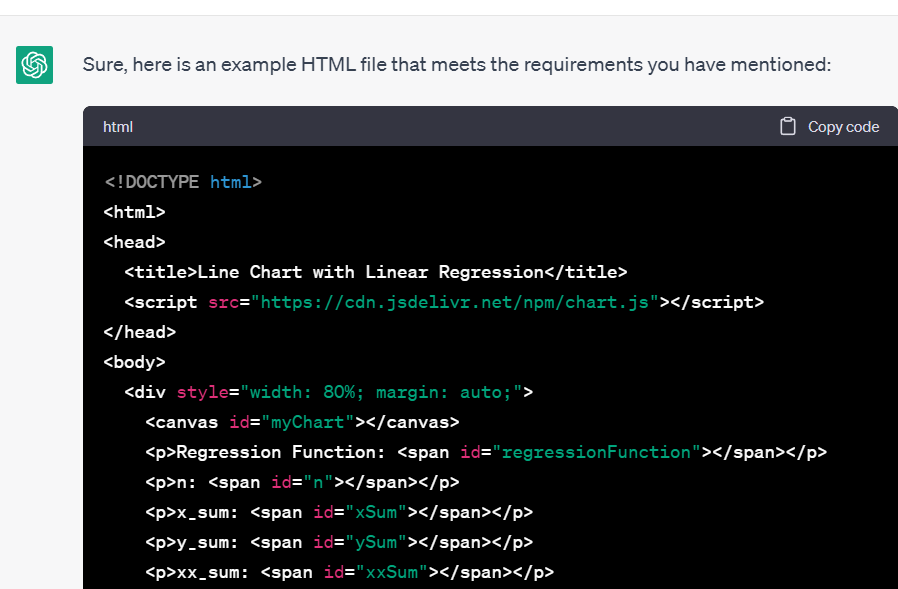 Sure, here is an example HTML file that meets the requirements you have mentioned:
html
Copy code
<!DOCTYPE html>
<html>
<head>
  <title>Line Chart with Linear Regression</title>
  <script src="https://cdn.jsdelivr.net/npm/chart.js"></script>
</head>
<body>
  <div style="width: 80%; margin: auto;">
    <canvas id="myChart"></canvas>
    <p>Regression Function: <span id="regressionFunction"></span></p>
    <p>n: <span id="n"></span></p>
    <p>x_sum: <span id="xSum"></span></p>
    <p>y_sum: <span id="ySum"></span></p>
    <p>xx_sum: <span id="xxSum"></span></p>